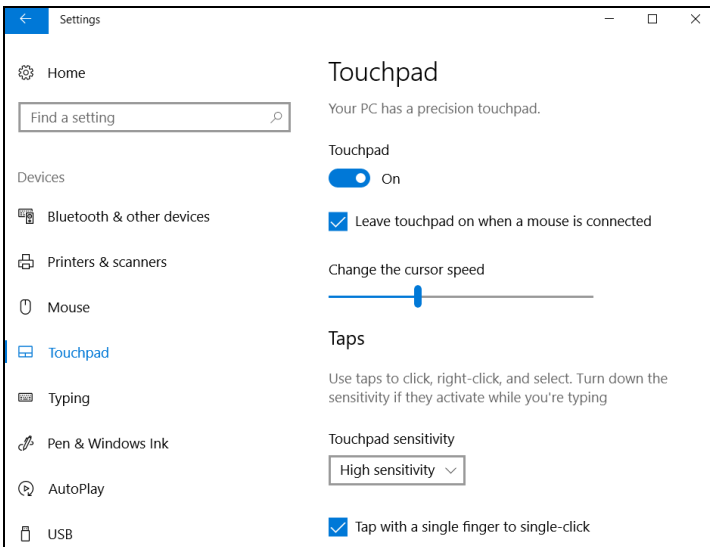 Settings
Home
Find a setting
Devices
Bluetooth & other devices
Printers & scanners
Mouse
Touchpad
Typing
Pen & Windows Ink
AutoPlay
USB
Touchpad
Your PC has a precision touchpad.
Touchpad
On
Leave touchpad on when a mouse is connected
Change the cursor speed
Taps
Use taps to click, right-click, and select. Turn down the
sensitivity if they activate while you're typing
Touchpad sensitivity
High sensitivity
Tap with a single finger to single-click